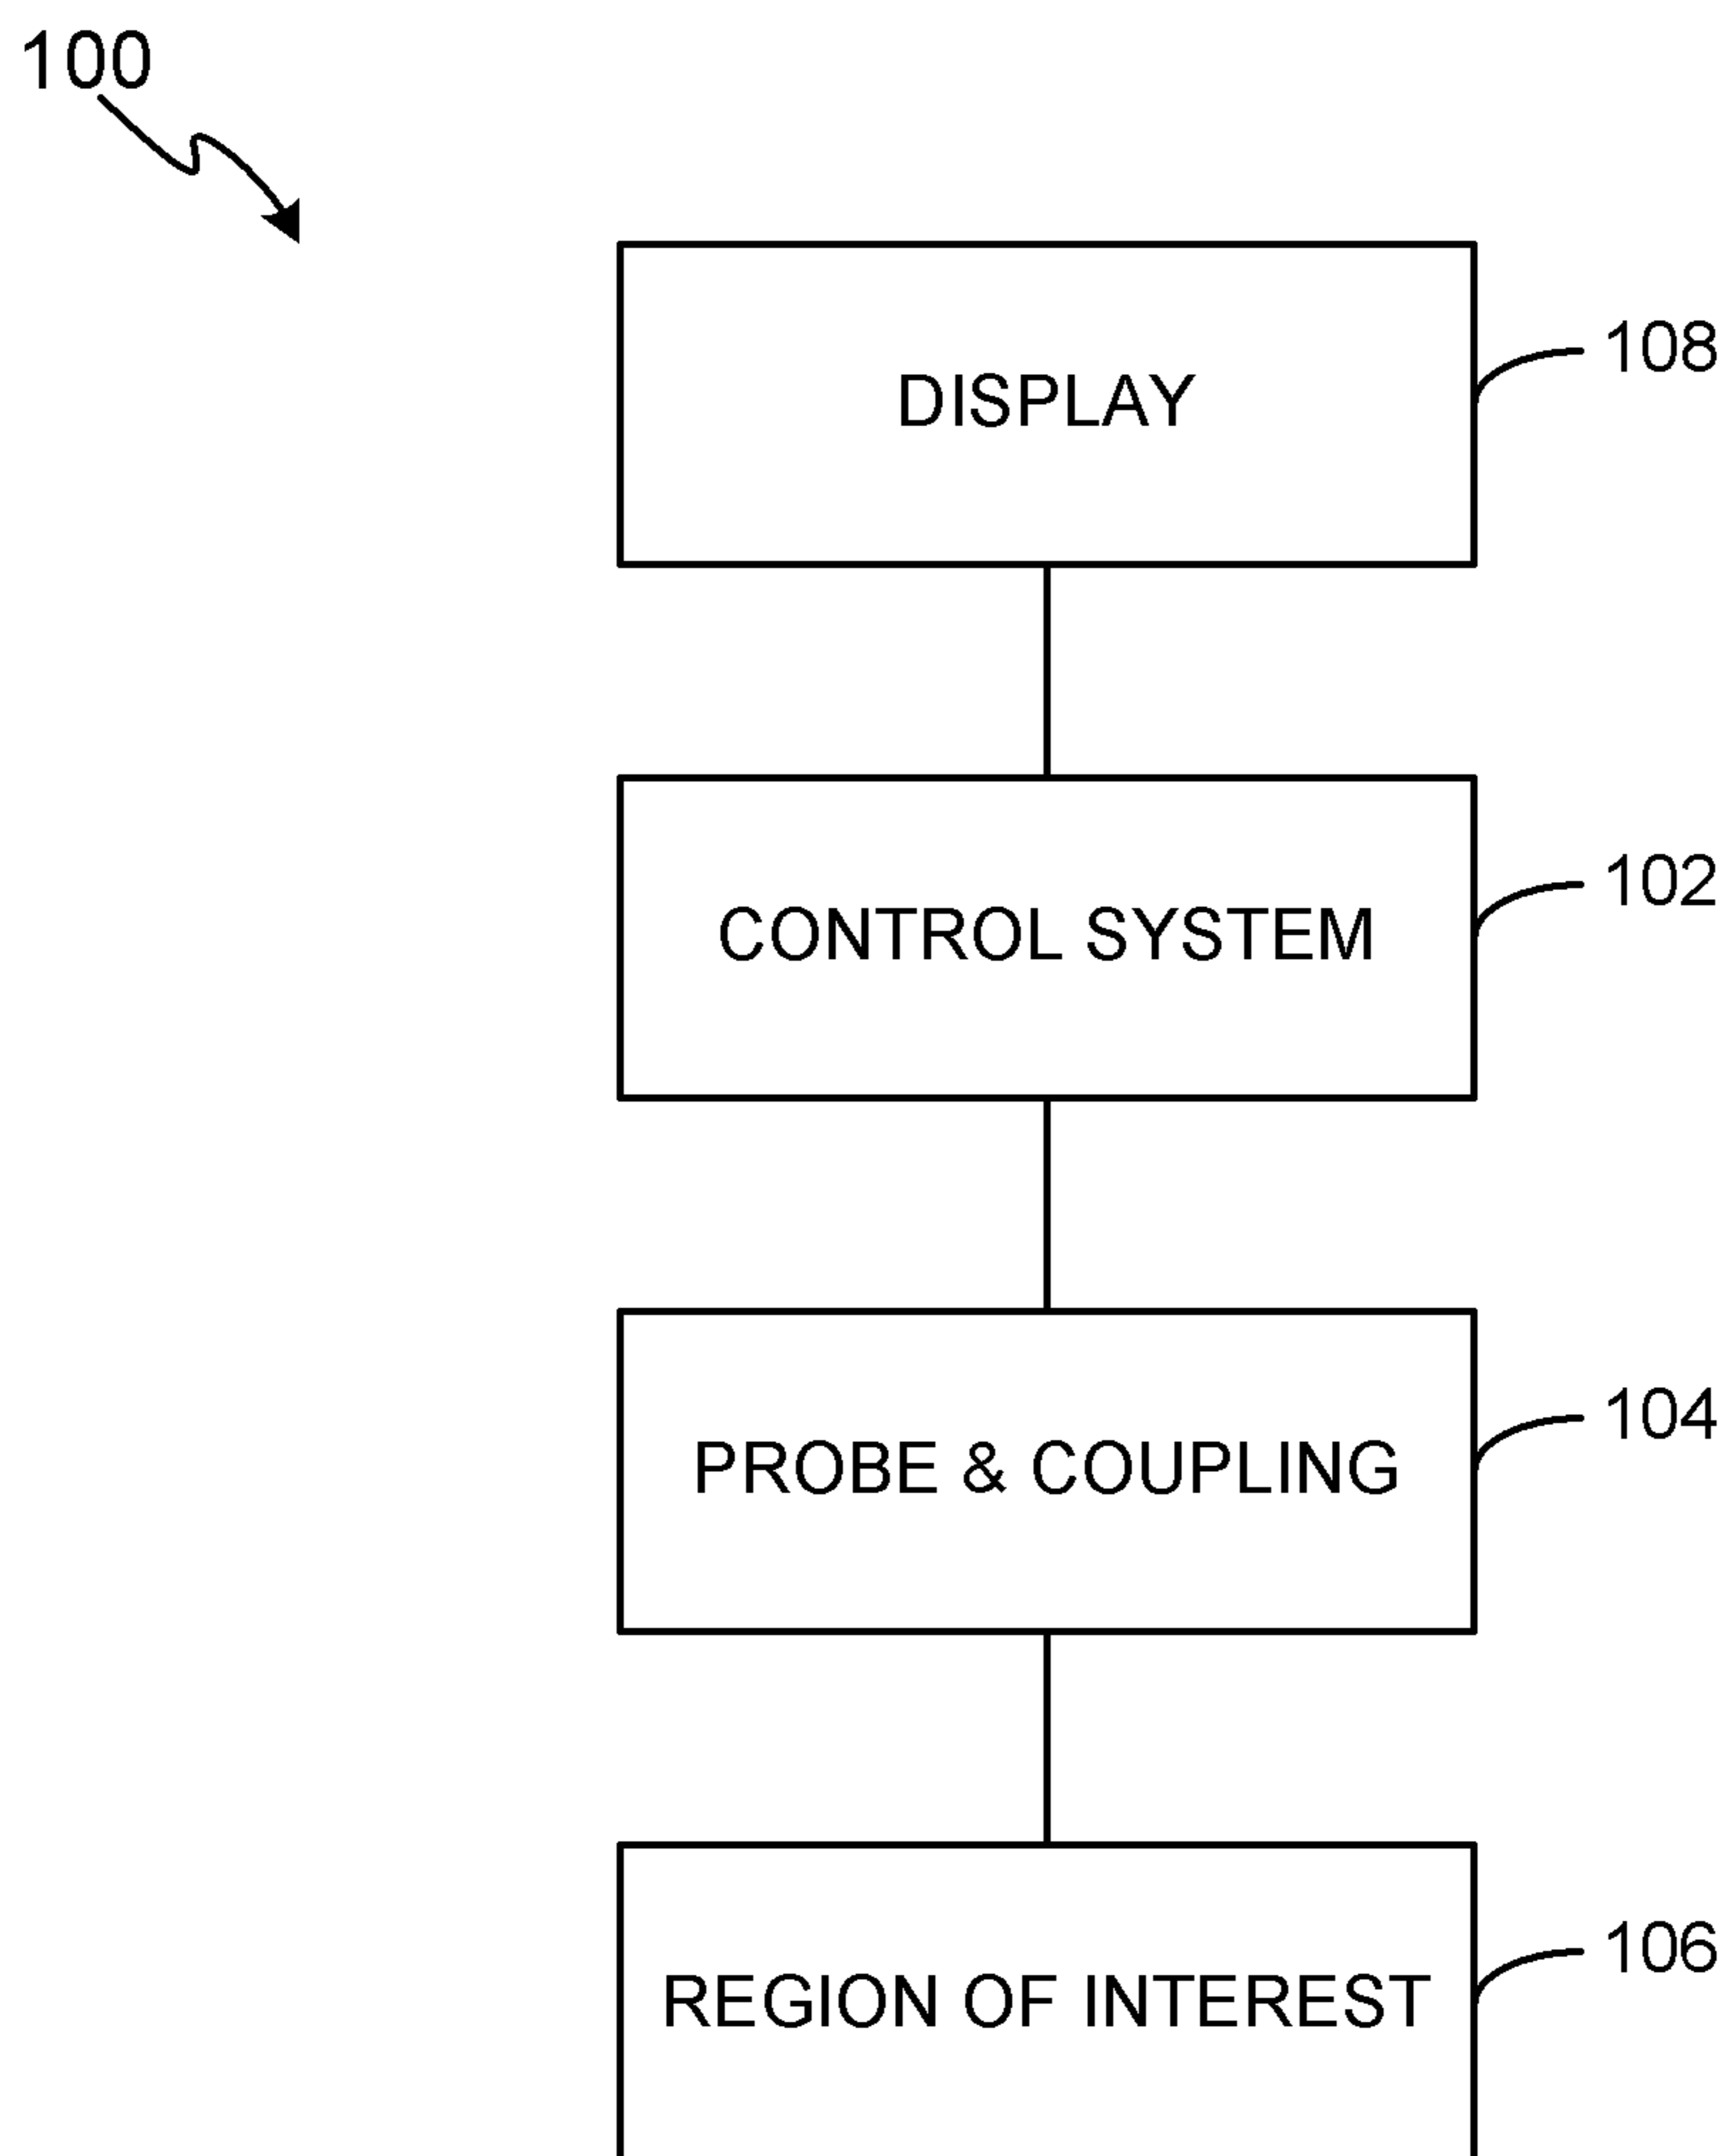 100
DISPLAY
108
CONTROL SYSTEM
102
PROBE & COUPLING
104
REGION OF INTEREST
106